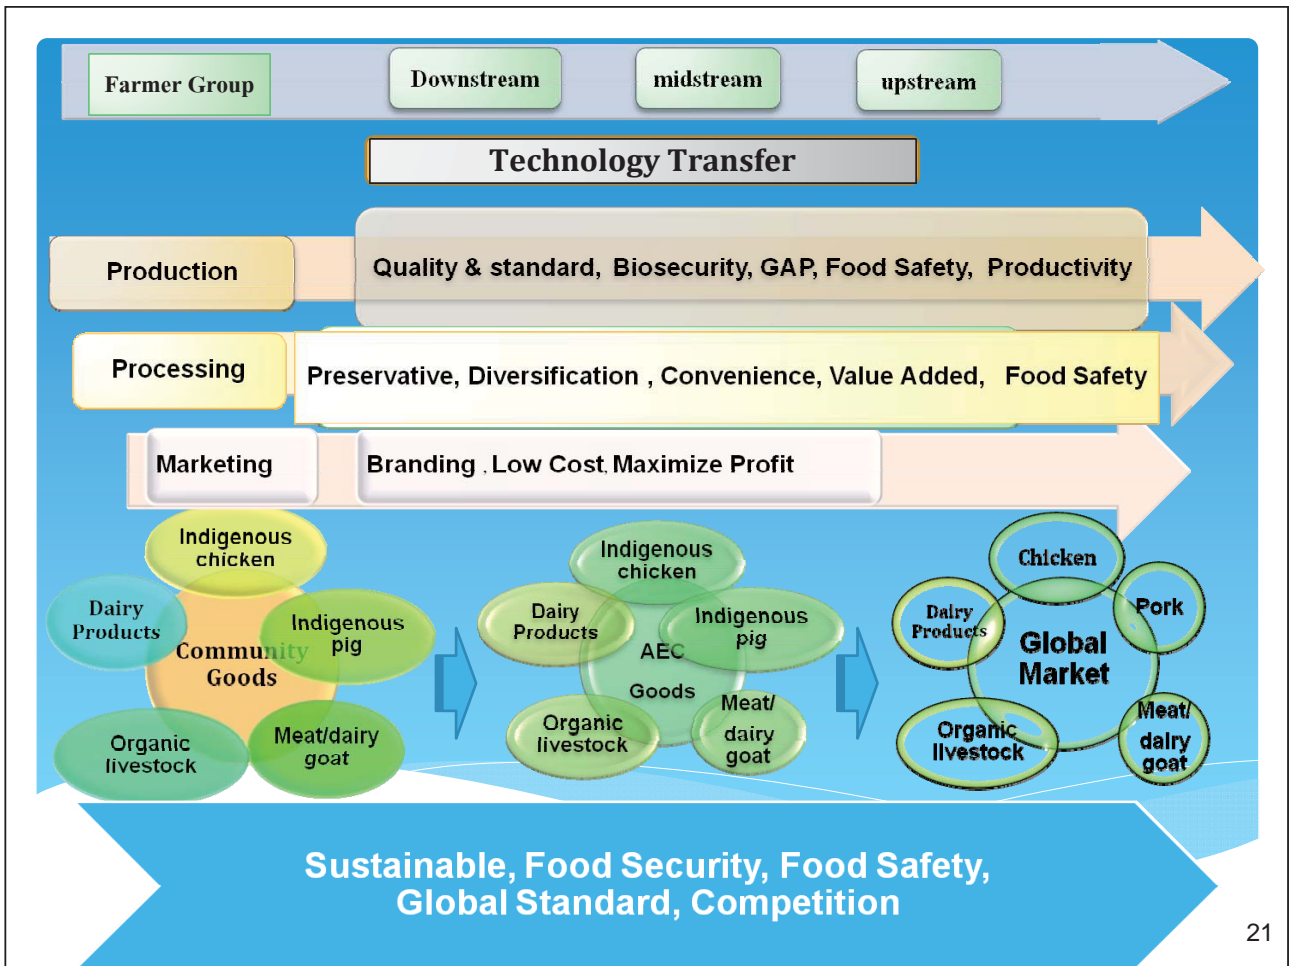 Farmer Group
Downstream
midstream
upstream
Technology Transfer
Production
Quality & standard, Biosecurity, GAP, Food Safety, Productivity
Processing
Preservative, Diversification , Convenience, Value Added, Food Safety
Marketing
Branding , Low Cost, Maximize Profit
Indigenous
chicken
Dairy
Products
Indigenous
pig
Community
Goods
Organic
livestock
Meat/dairy
goat
Indigenous
chicken
Dairy
Products
Indigenous
pig
AEC
Goods
Organic
livestock
Meat/
dairy
goat
Chicken
Dairy
Products
Pork
Global
Market
Organic
livestock
Meat/
dairy
goat
Sustainable, Food Security, Food Safety,
Global Standard, Competition
21